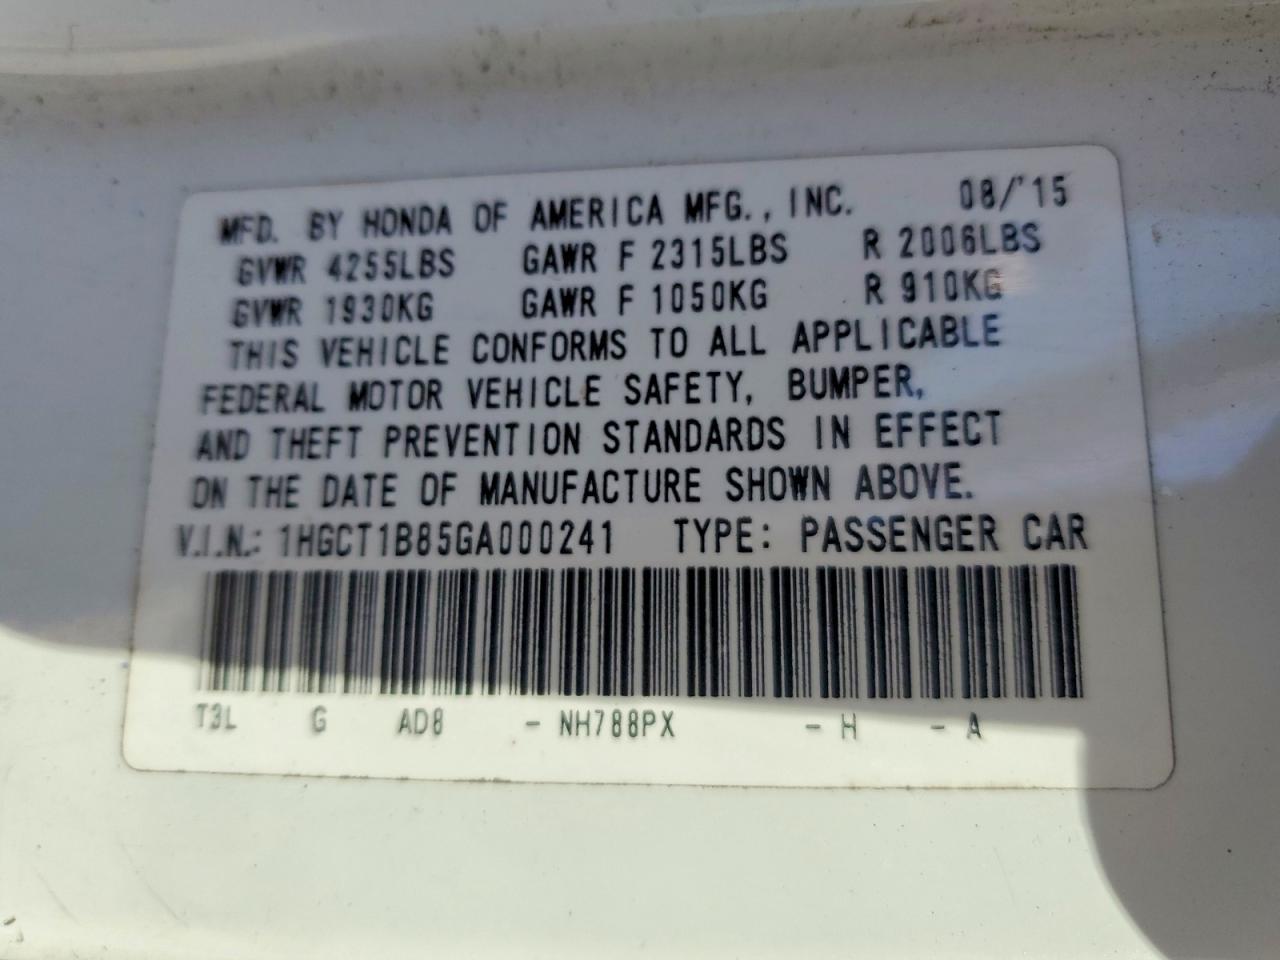 MFD. BY HONDA OF AMERICA MFG., INC. 08/'15
GVWR 4255LBS GAWR F 2315LBS R 2006LBS
GVWR 1930KG GAWR F 1050KG R 910KG
THIS VEHICLE CONFORMS TO ALL APPLICABLE
FEDERAL MOTOR VEHICLE SAFETY, BUMPER,
AND THEFT PREVENTION STANDARDS IN EFFECT
ON THE DATE OF MANUFACTURE SHOWN ABOVE.
V.I.N.: 1HGCT1B85GA000241 TYPE: PASSENGER CAR
T3L G AD8 - NH788PX - H - A